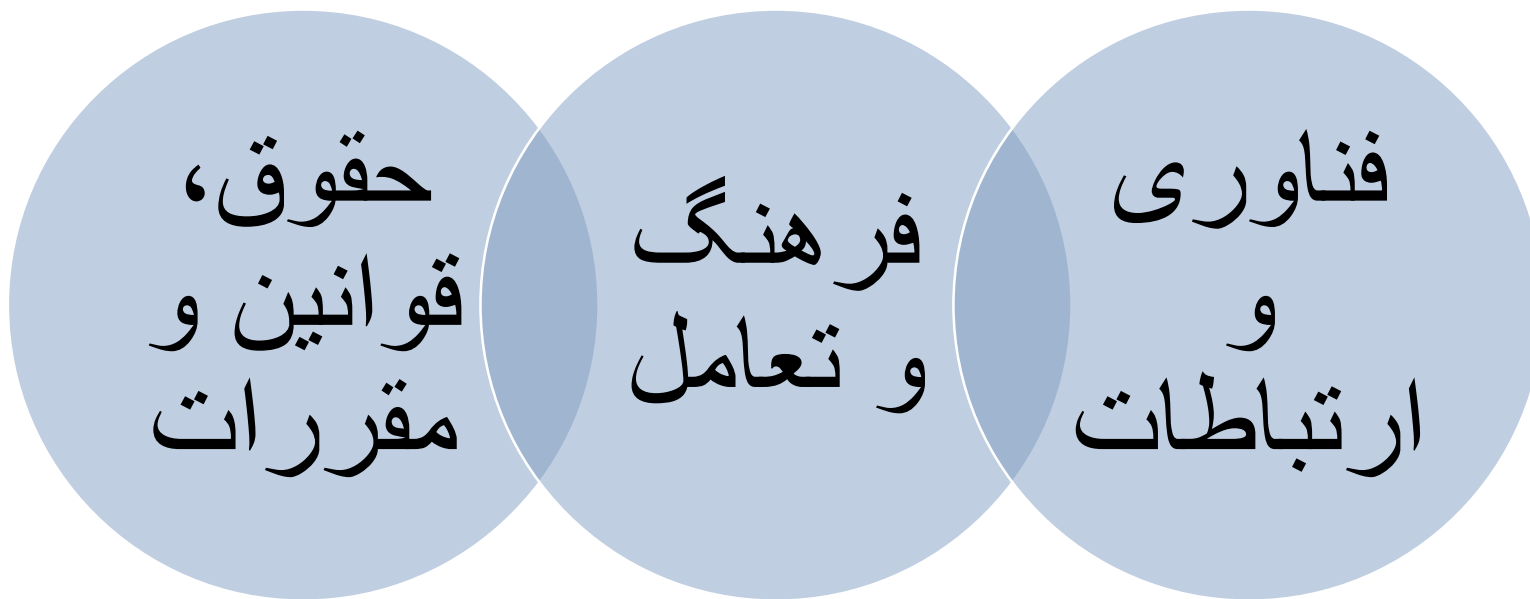 فناوری
و
ارتباطات
فرهنگ
و تعامل
حقوق،
قوانین و
مقررات